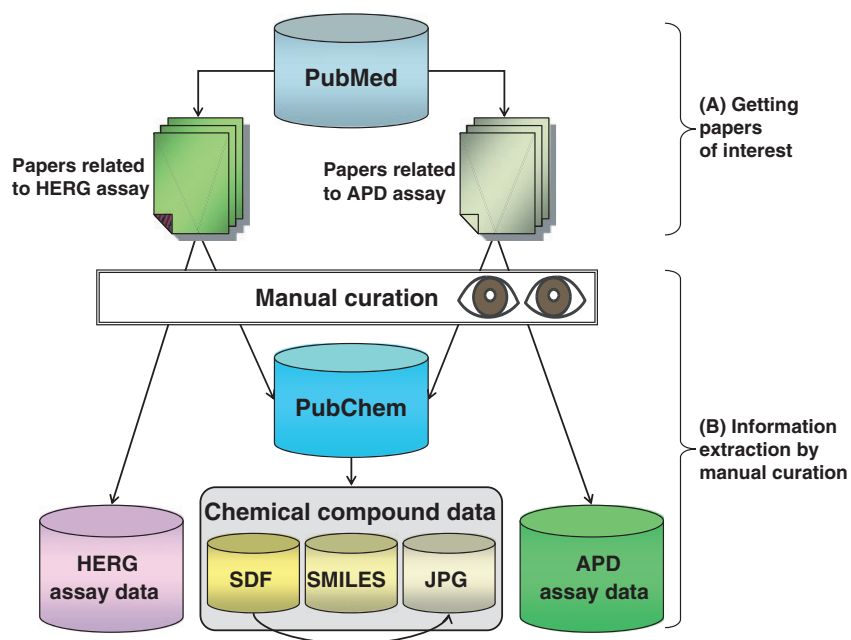 PubMed
(A) Getting
papers
of interest
Papers related
to HERG assay
Papers related
to APD assay
Manual curation
PubChem
(B) Information
extraction by
manual curation
Chemical compound data
SDF
SMILES
JPG
HERG
assay data
APD
assay data